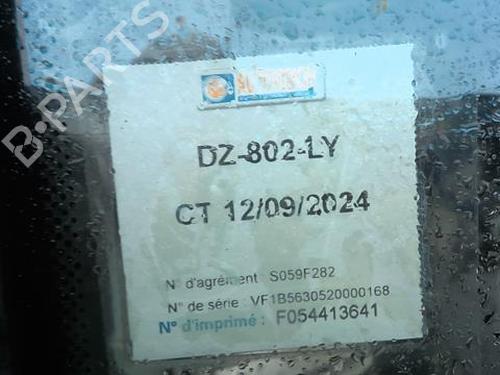 B-PARTS
DZ-802-LY
CT 12/09/2024
N° d'agrément : S059F282
N° de série : VF1B5630520000168
N° d'imprimé : F054413641